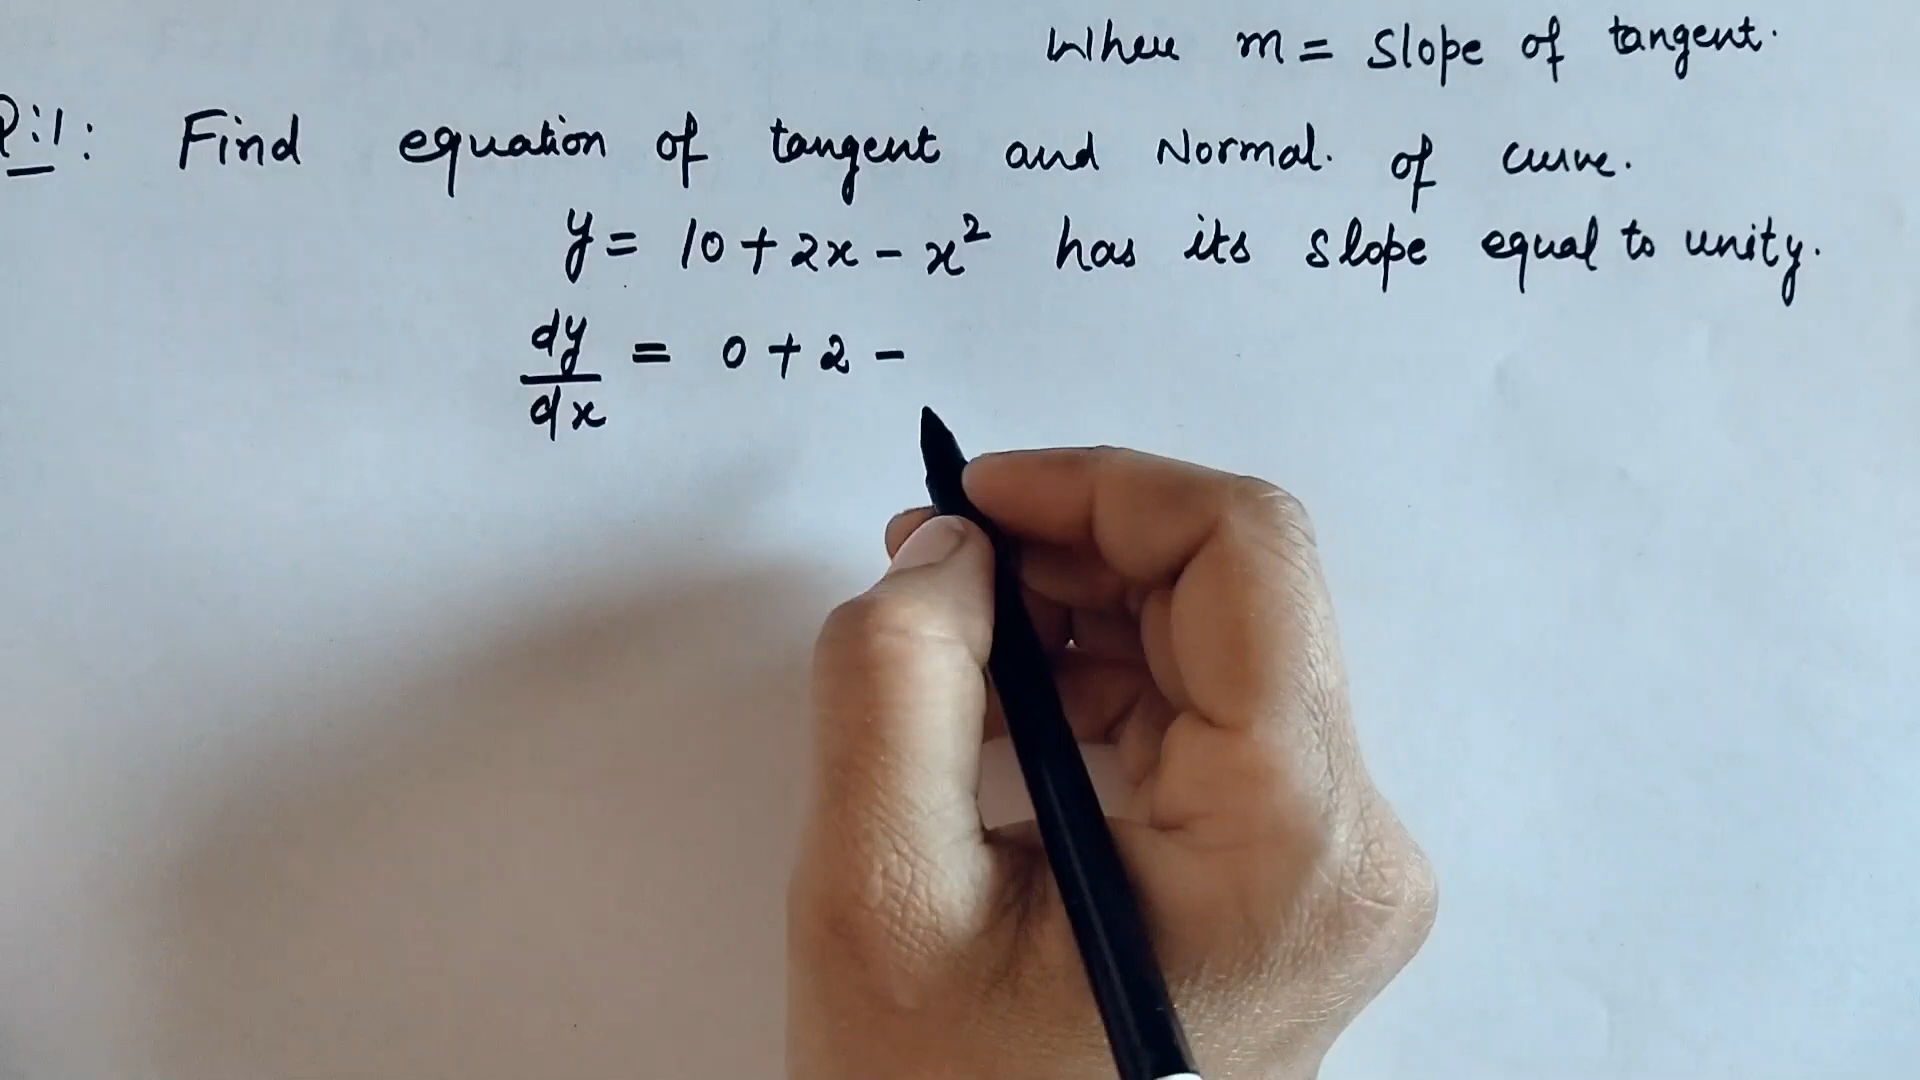 Where m = Slope of tangent.
Q:1: Find equation of tangent and Normal. of curve.
y = 10 + 2x - x² has its slope equal to unity.
dy/dx = 0 + 2 -